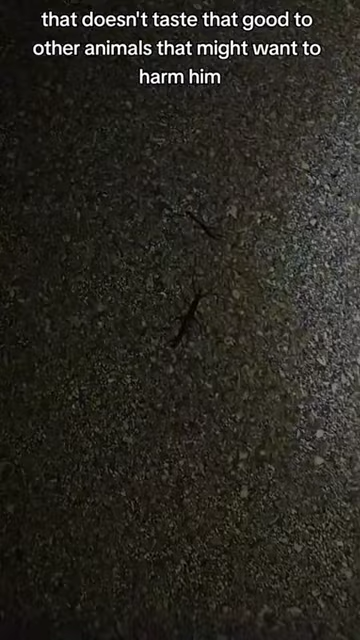 that doesn't taste that good to
other animals that might want to
harm him